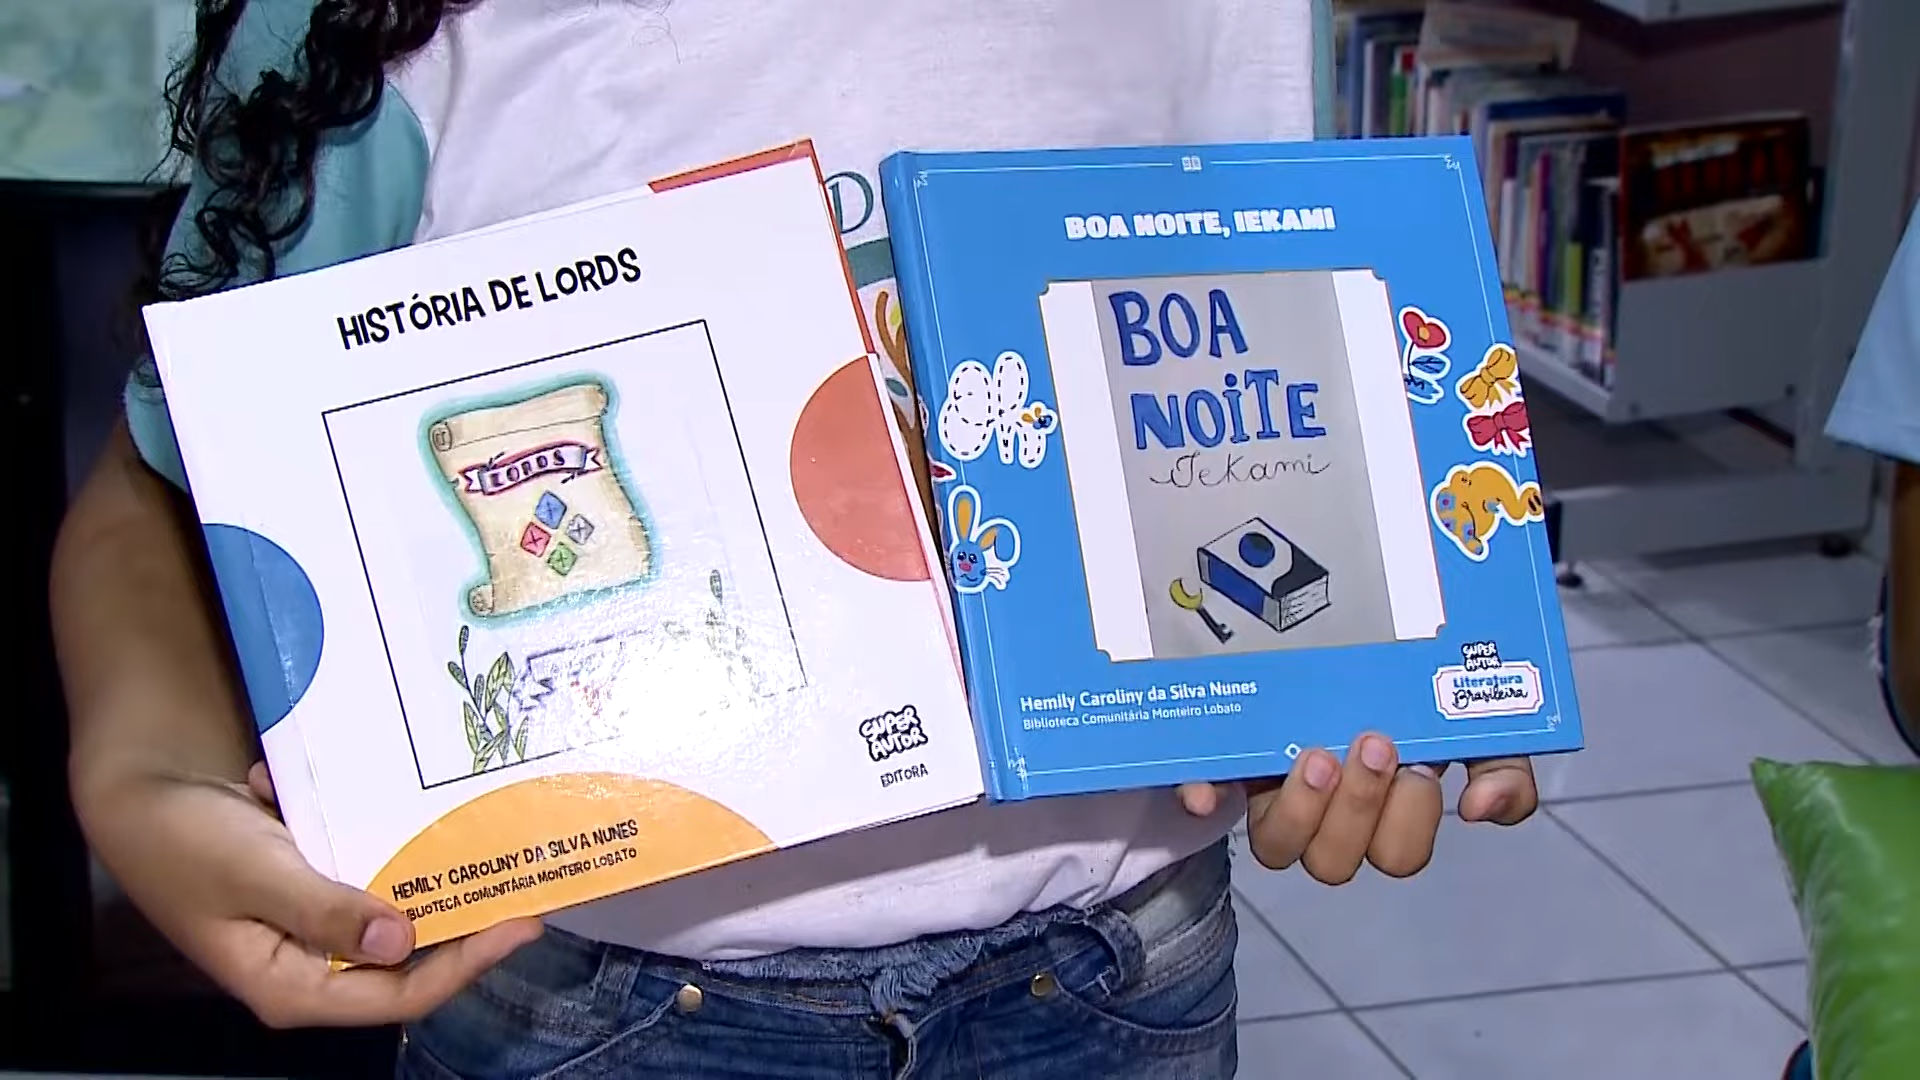 HISTÓRIA DE LORDS
LORDS
SUPER
AUTOR
EDITORA
HEMILY CAROLINY DA SILVA NUNES
BIBLIOTECA COMUNITÁRIA MONTEIRO LOBATO
D
BOA NOITE, IEKAMI
BOA
NOITE
Iekami
Hemily Caroliny da Silva Nunes
Biblioteca Comunitária Monteiro Lobato
SUPER
AUTOR
Literatura
Brasileira